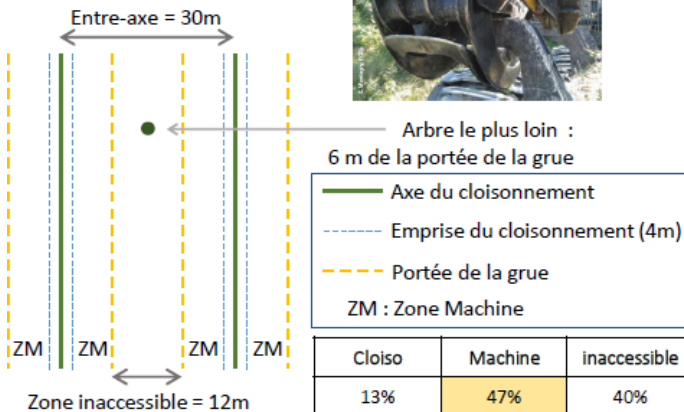 Entre-axe = 30m
Arbre le plus loin :
6 m de la portée de la grue
Axe du cloisonnement
Emprise du cloisonnement (4m)
Portée de la grue
ZM : Zone Machine
ZM ZM ZM ZM
Zone inaccessible = 12m
Cloiso Machine inaccessible
13% 47% 40%